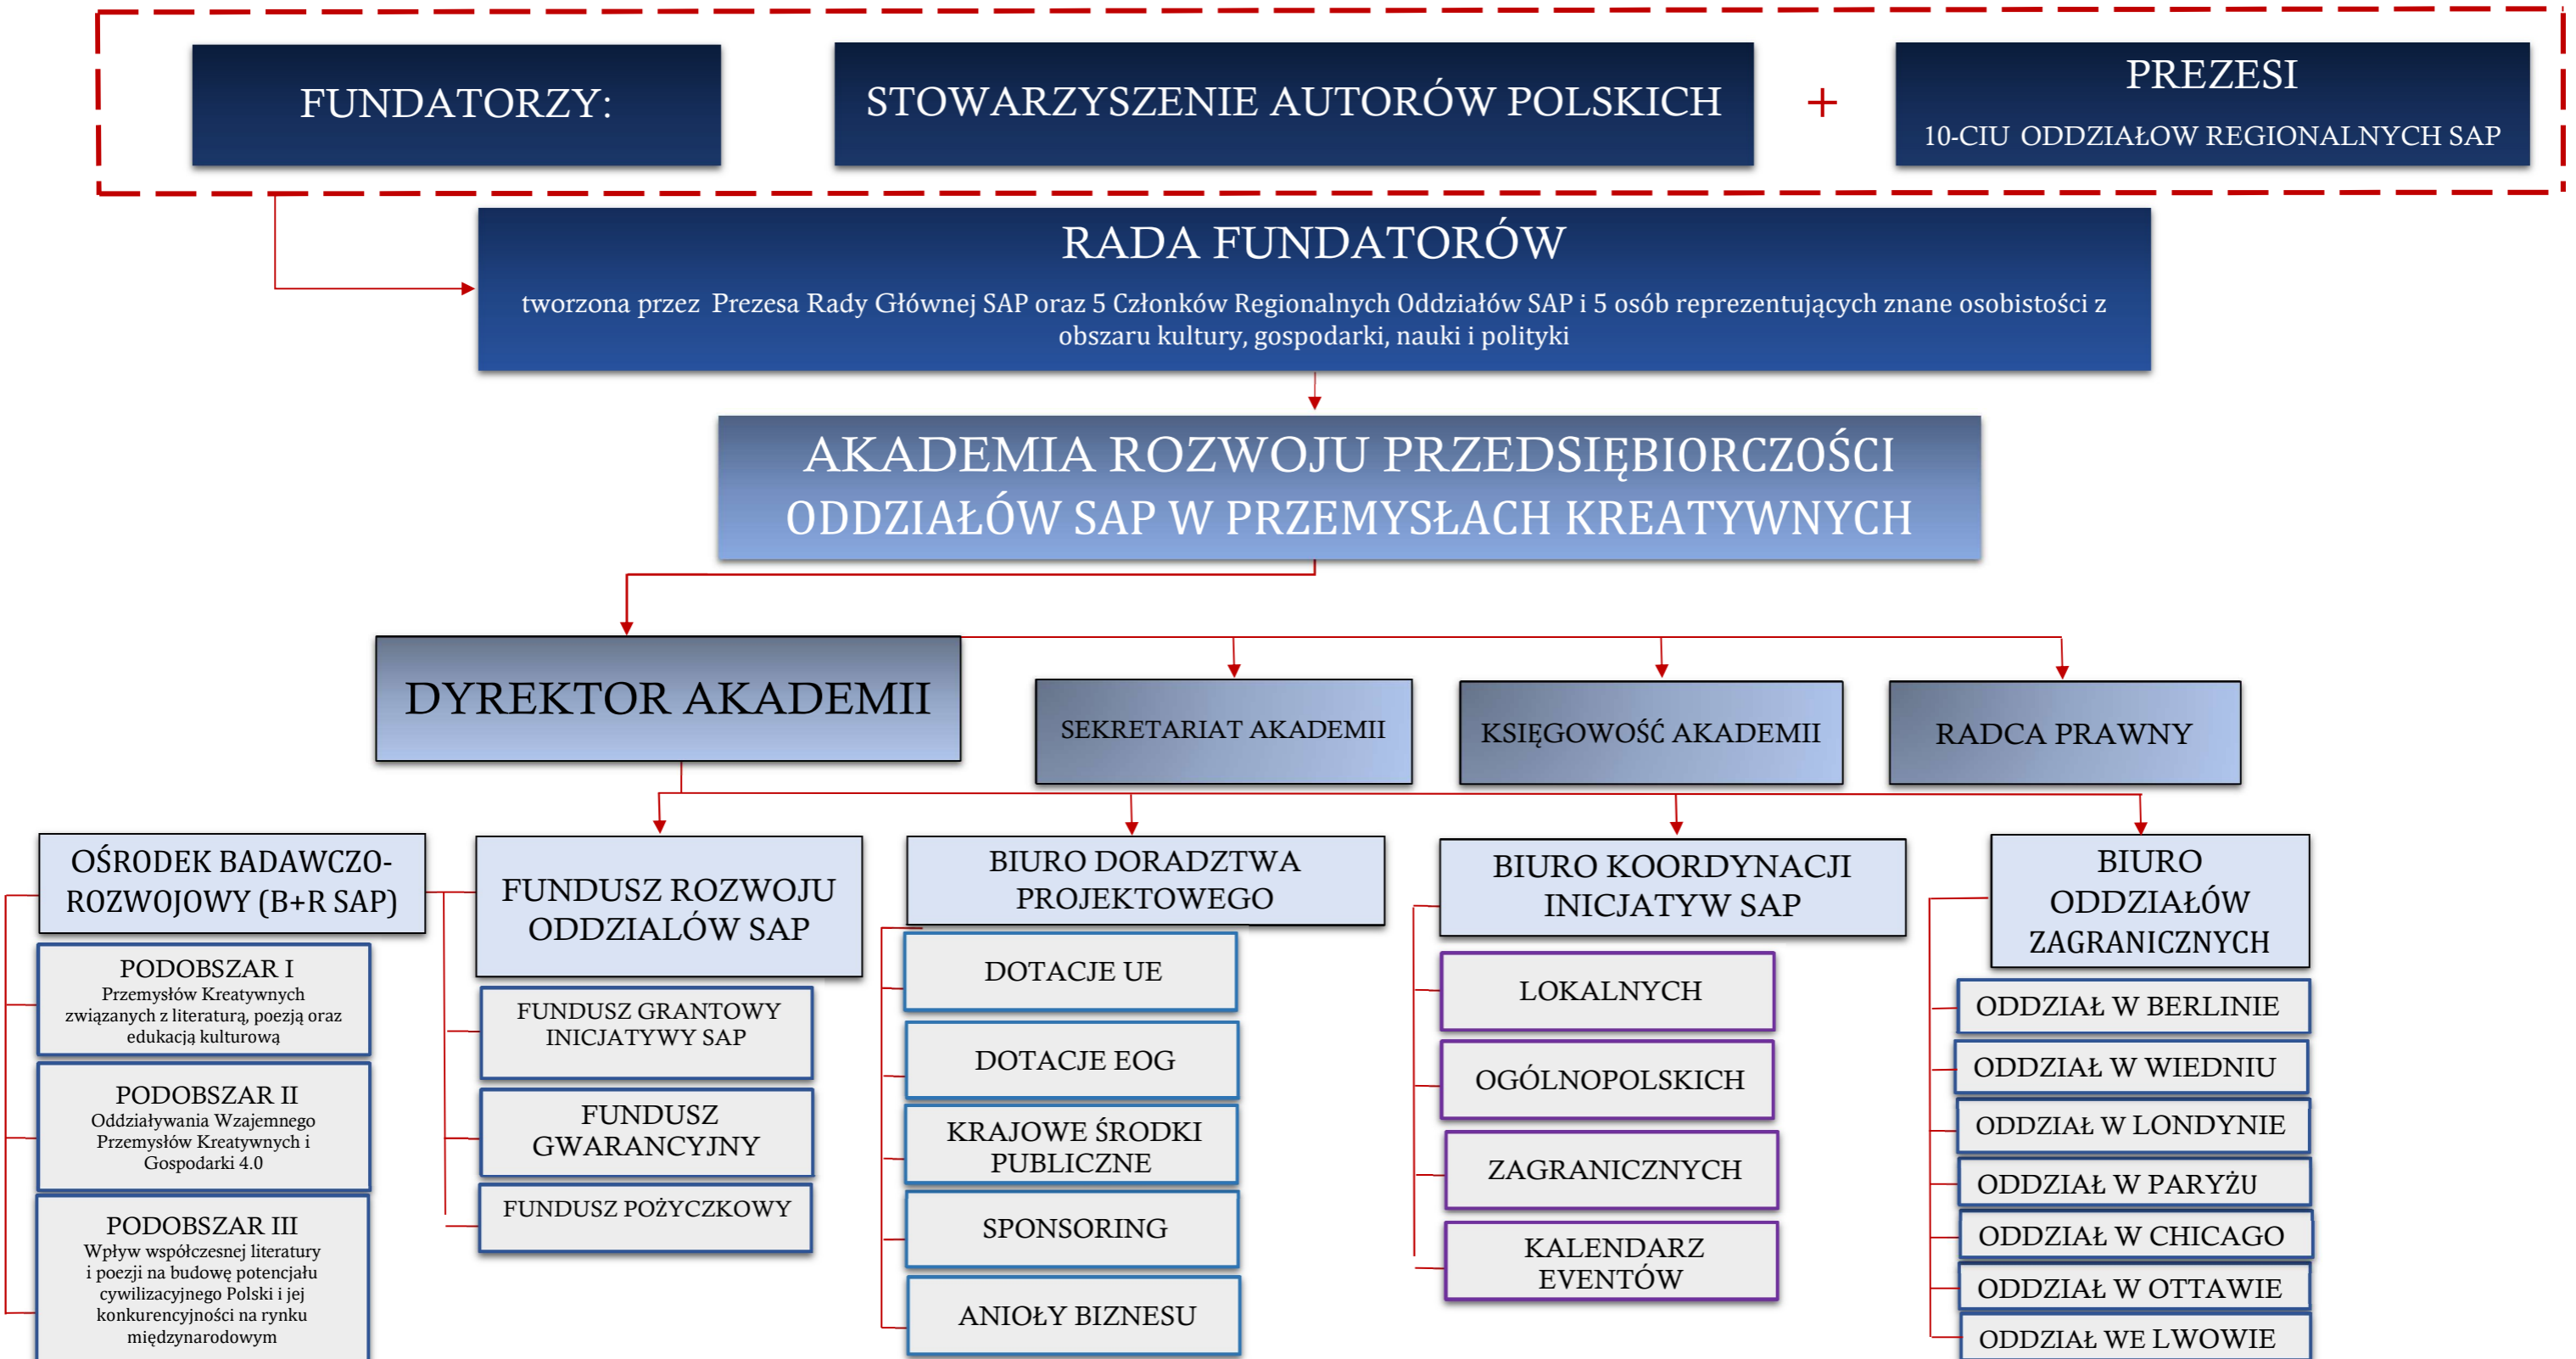 FUNDATORZY:
STOWARZYSZENIE AUTORÓW POLSKICH
+
PREZESI
10-CIU ODDZIAŁOW REGIONALNYCH SAP
RADA FUNDATORÓW
tworzona przez Prezesa Rady Głównej SAP oraz 5 Członków Regionalnych Oddziałów SAP i 5 osób reprezentujących znane osobistości z
obszaru kultury, gospodarki, nauki i polityki
AKADEMIA ROZWOJU PRZEDSIĘBIORCZOŚCI
ODDZIAŁÓW SAP W PRZEMYSŁACH KREATYWNYCH
DYREKTOR AKADEMII
SEKRETARIAT AKADEMII
KSIĘGOWOŚĆ AKADEMII
RADCA PRAWNY
OŚRODEK BADAWCZO-
ROZWOJOWY (B+R SAP)
PODOBSZAR I
Przemysłów Kreatywnych
związanych z literaturą, poezją oraz
edukacją kulturową
PODOBSZAR II
Oddziaływania Wzajemnego
Przemysłów Kreatywnych i
Gospodarki 4.0
PODOBSZAR III
Wpływ współczesnej literatury
i poezji na budowę potencjału
cywilizacyjnego Polski i jej
konkurencyjności na rynku
międzynarodowym
FUNDUSZ ROZWOJU
ODDZIALÓW SAP
FUNDUSZ GRANTOWY
INICJATYWY SAP
FUNDUSZ
GWARANCYJNY
FUNDUSZ POŻYCZKOWY
BIURO DORADZTWA
PROJEKTOWEGO
DOTACJE UE
DOTACJE EOG
KRAJOWE ŚRODKI
PUBLICZNE
SPONSORING
ANIOŁY BIZNESU
BIURO KOORDYNACJI
INICJATYW SAP
LOKALNYCH
OGÓLNOPOLSKICH
ZAGRANICZNYCH
KALENDARZ
EVENTÓW
BIURO
ODDZIAŁÓW
ZAGRANICZNYCH
ODDZIAŁ W BERLINIE
ODDZIAŁ W WIEDNIU
ODDZIAŁ W LONDYNIE
ODDZIAŁ W PARYŻU
ODDZIAŁ W CHICAGO
ODDZIAŁ W OTTAWIE
ODDZIAŁ WE LWOWIE